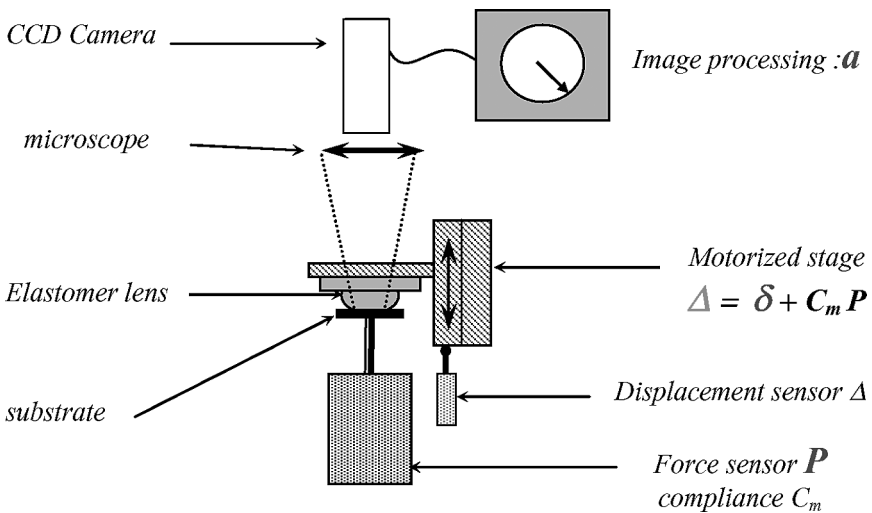 CCD Camera
Image processing :a
microscope
Motorized stage
Δ = δ + Cm P
Elastomer lens
Displacement sensor Δ
substrate
Force sensor P
compliance Cm